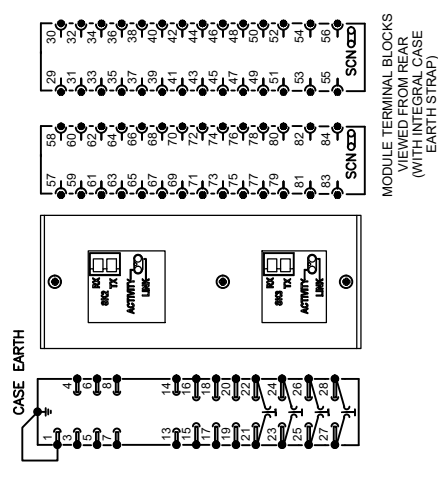 30 32 34 36 38 40 42 44 46 48 50 52 54 56
29 31 33 35 37 39 41 43 45 47 49 51 53 55
SCN
58 60 62 64 66 68 70 72 74 76 78 80 82 84
57 59 61 63 65 67 69 71 73 75 77 79 81 83
SCN
RX
SK2
TX
ACTIVITY
LINK
RX
SK3
TX
ACTIVITY
LINK
CASE EARTH
4 6 8 14 16 18 20 22 24 26 28
1 3 5 7 13 15 17 19 21 23 25 27
MODULE TERMINAL BLOCKS
VIEWED FROM REAR
(WITH INTEGRAL CASE
EARTH STRAP)